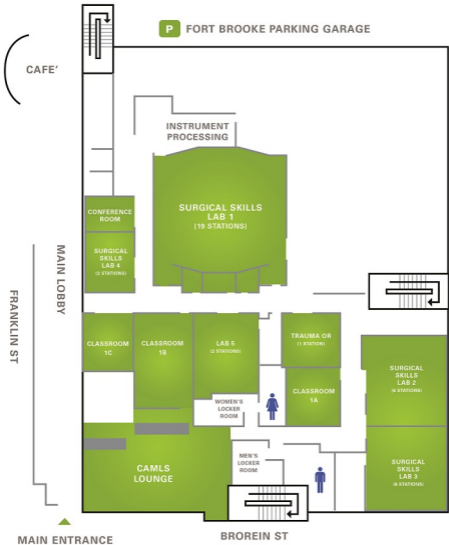 P FORT BROOKE PARKING GARAGE
CAFE'
INSTRUMENT
PROCESSING
SURGICAL SKILLS
LAB 1
(19 STATIONS)
CONFERENCE
ROOM
SURGICAL
SKILLS
LAB 4
(2 STATIONS)
MAIN LOBBY
FRANKLIN ST
CLASSROOM
1C
CLASSROOM
1B
LAB 5
(2 STATIONS)
TRAUMA OR
(1 STATION)
CLASSROOM
1A
SURGICAL
SKILLS
LAB 2
STATIONS)
WOMEN'S
LOCKER
ROOM
MEN'S
LOCKER
ROOM
CAMLS
LOUNGE
SURGICAL
SKILLS
LAB 3
STATIONS)
MAIN ENTRANCE
BROREIN ST